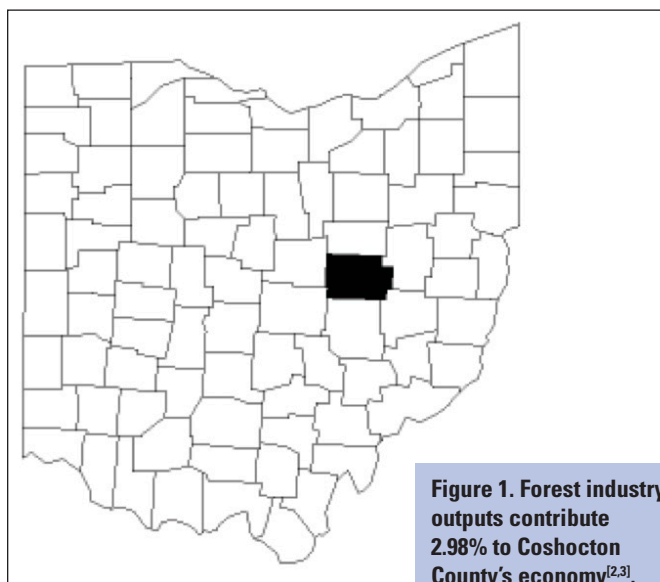 Figure 1. Forest industry
outputs contribute
2.98% to Coshocton
County's economy[2,3].